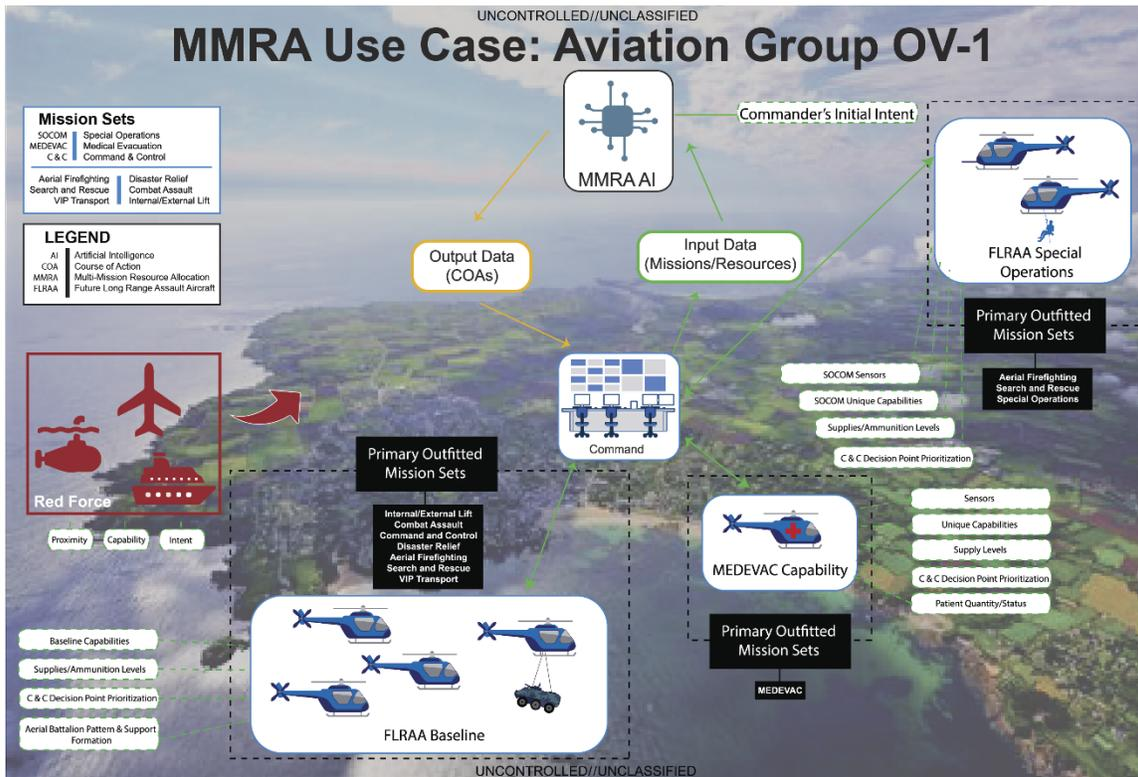 UNCONTROLLED//UNCLASSIFIED
MMRA Use Case: Aviation Group OV-1
Mission Sets
SOCOM Special Operations
MEDEVAC Medical Evacuation
C & C Command & Control
Aerial Firefighting Disaster Relief
Search and Rescue Combat Assault
VIP Transport Internal/External Lift
LEGEND
AI Artificial Intelligence
COA Course of Action
MMRA Multi-Mission Resource Allocation
FLRAA Future Long Range Assault Aircraft
MMRA AI
Commander's Initial Intent
Output Data
(COAs)
Input Data
(Missions/Resources)
FLRAA Special
Operations
Primary Outfitted
Mission Sets
Aerial Firefighting
Search and Rescue
Special Operations
SOCOM Sensors
SOCOM Unique Capabilities
Supplies/Ammunition Levels
C & C Decision Point Prioritization
Command
Red Force
Proximity
Capability
Intent
Primary Outfitted
Mission Sets
Internal/External Lift
Combat Assault
Command and Control
Disaster Relief
Aerial Firefighting
Search and Rescue
VIP Transport
MEDEVAC Capability
Sensors
Unique Capabilities
Supply Levels
C & C Decision Point Prioritization
Patient Quantity/Status
Primary Outfitted
Mission Sets
MEDEVAC
Baseline Capabilities
Supplies/Ammunition Levels
C & C Decision Point Prioritization
Aerial Battalion Pattern & Support
Formation
FLRAA Baseline
UNCONTROLLED//UNCLASSIFIED